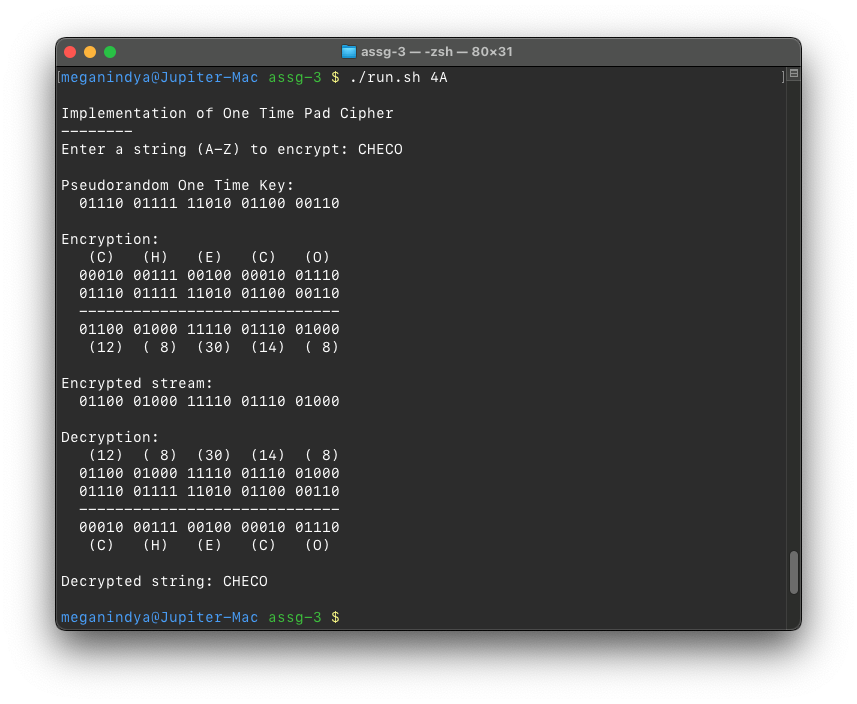 assg-3 — -zsh — 80×31
[meganindya@Jupiter-Mac assg-3 $ ./run.sh 4A ]
Implementation of One Time Pad Cipher
--------
Enter a string (A-Z) to encrypt: CHECO
Pseudorandom One Time Key:
01110 01111 11010 01100 00110
Encryption:
(C) (H) (E) (C) (O)
00010 00111 00100 00010 01110
01110 01111 11010 01100 00110
-----------------------------
01100 01000 11110 01110 01000
(12) ( 8) (30) (14) ( 8)
Encrypted stream:
01100 01000 11110 01110 01000
Decryption:
(12) ( 8) (30) (14) ( 8)
01100 01000 11110 01110 01000
01110 01111 11010 01100 00110
-----------------------------
00010 00111 00100 00010 01110
(C) (H) (E) (C) (O)
Decrypted string: CHECO
meganindya@Jupiter-Mac assg-3 $